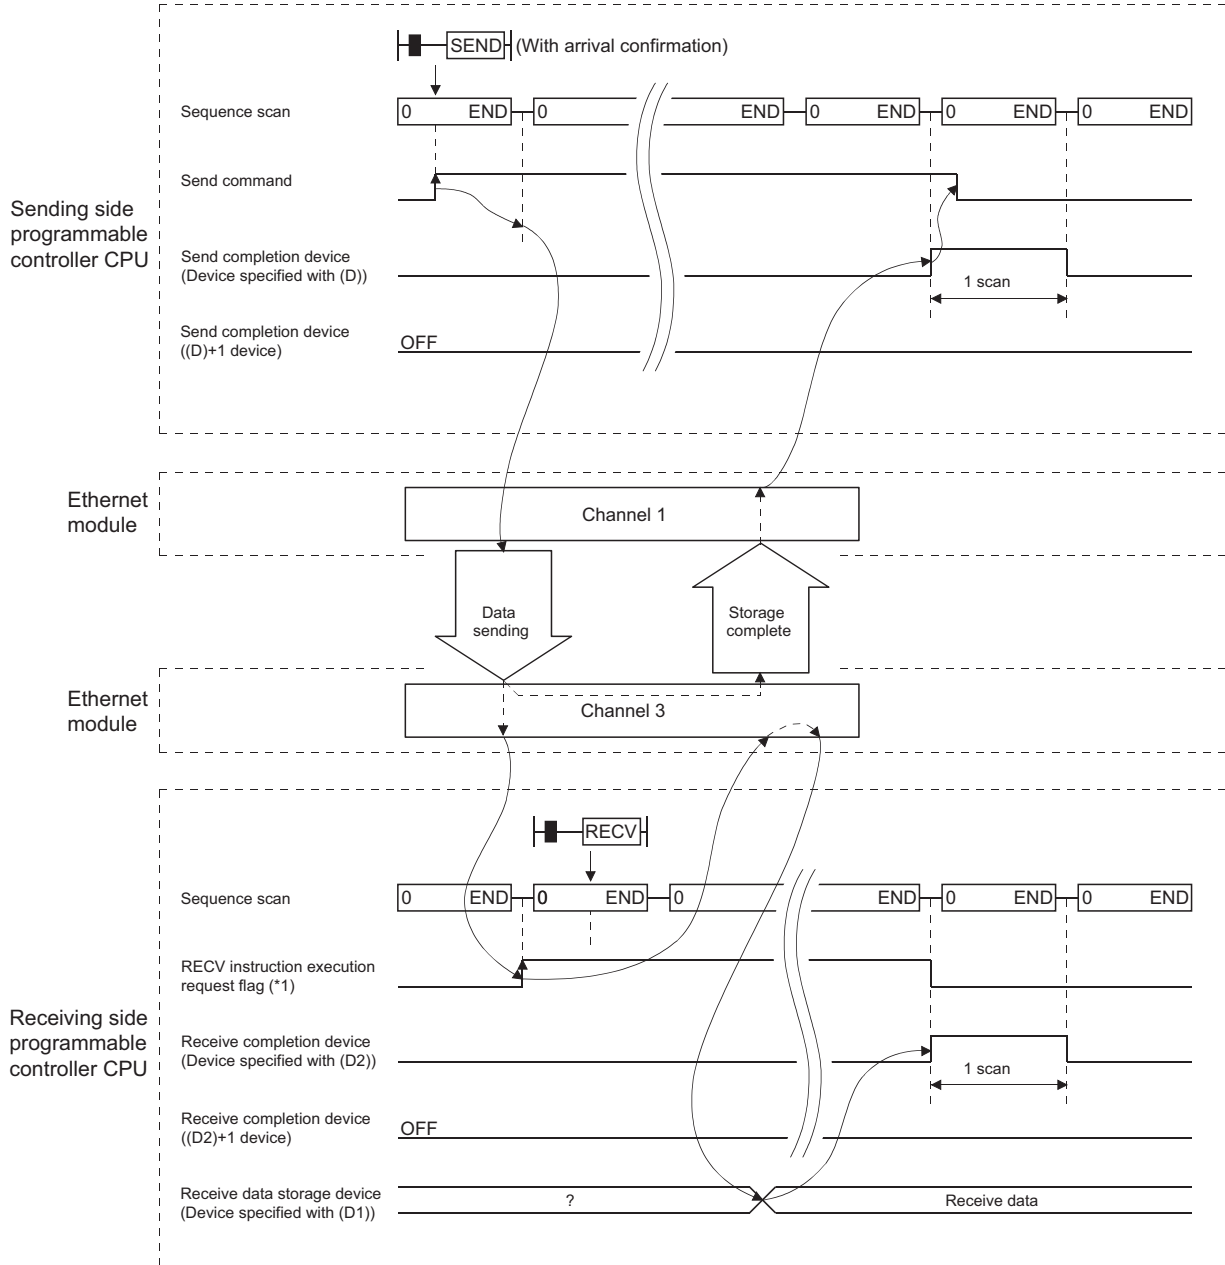 SEND (With arrival confirmation)
Sequence scan
0 END 0 END 0 END 0 END 0 END
Send command
Sending side
programmable
controller CPU
Send completion device
(Device specified with (D))
1 scan
Send completion device
((D)+1 device)
OFF
Ethernet
module
Channel 1
Data
sending
Storage
complete
Ethernet
module
Channel 3
RECV
Sequence scan
0 END 0 END 0 END 0 END 0 END
RECV instruction execution
request flag (*1)
Receiving side
programmable
controller CPU
Receive completion device
(Device specified with (D2))
1 scan
Receive completion device
((D2)+1 device)
OFF
Receive data storage device
(Device specified with (D1))
?
Receive data